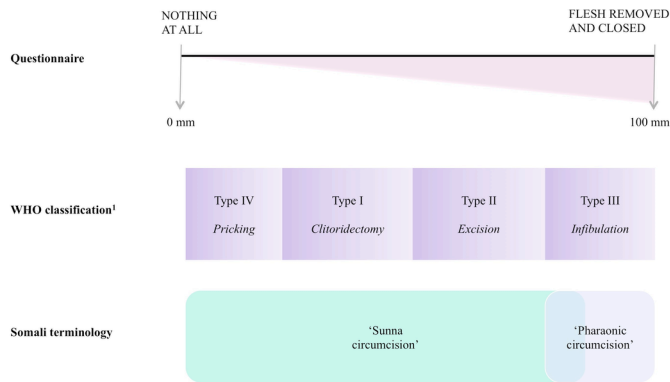 NOTHING
AT ALL
FLESH REMOVED
AND CLOSED
Questionnaire
0 mm
100 mm
WHO classification¹
Type IV
Pricking
Type I
Clitoridectomy
Type II
Excision
Type III
Infibulation
Somali terminology
‘Sunna
circumcision’
‘Pharaonic
circumcision’